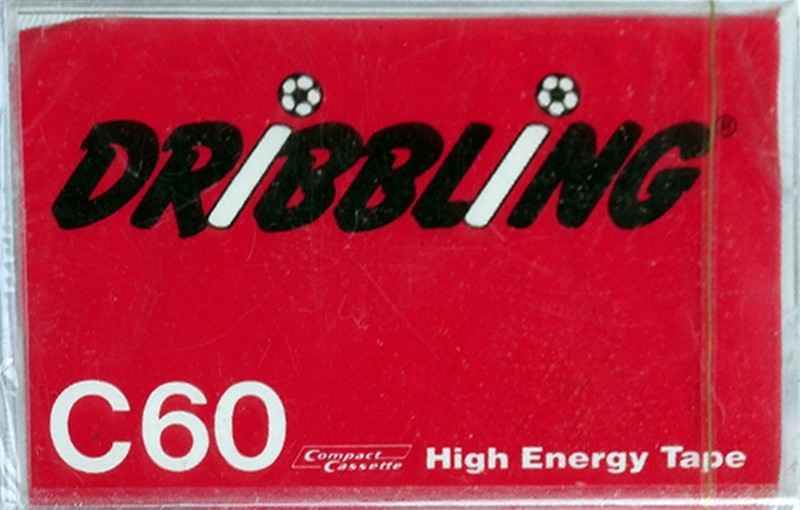 DRiBBLiNG ®
C60 Compact Cassette High Energy Tape